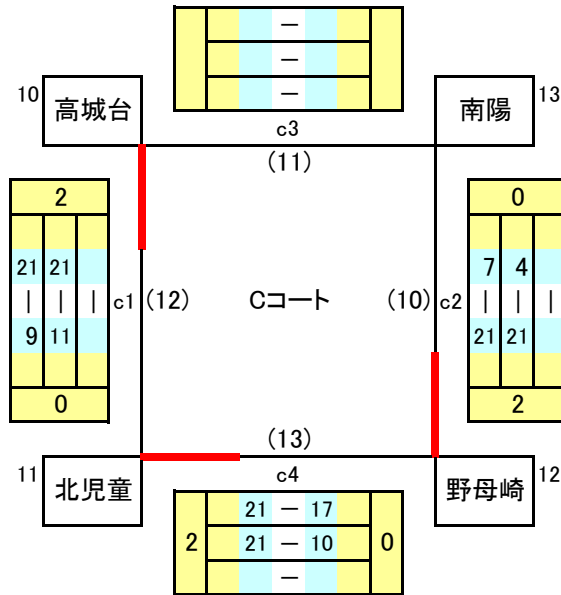 －
－
－
10 高城台
南陽 13
c3
(11)
2
21 21
| | |
9 11
0
c1 (12)
Cコート
(10) c2
0
7 4
| | |
21 21
2
(13)
c4
11 北児童
野母崎 12
21 － 17
2 21 － 10 0
－